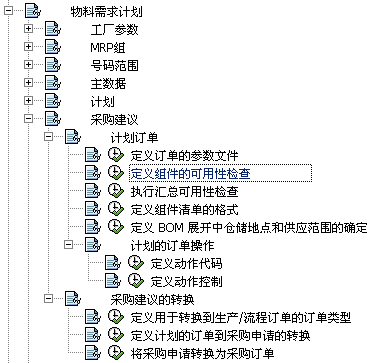 物料需求计划
工厂参数
MRP组
号码范围
主数据
计划
采购建议
计划订单
定义订单的参数文件
定义组件的可用性检查
执行汇总可用性检查
定义组件清单的格式
定义 BOM 展开中仓储地点和供应范围的确定
计划的订单操作
定义动作代码
定义动作控制
采购建议的转换
定义用于转换到生产/流程订单的订单类型
定义计划的订单到采购申请的转换
将采购申请转换为采购订单